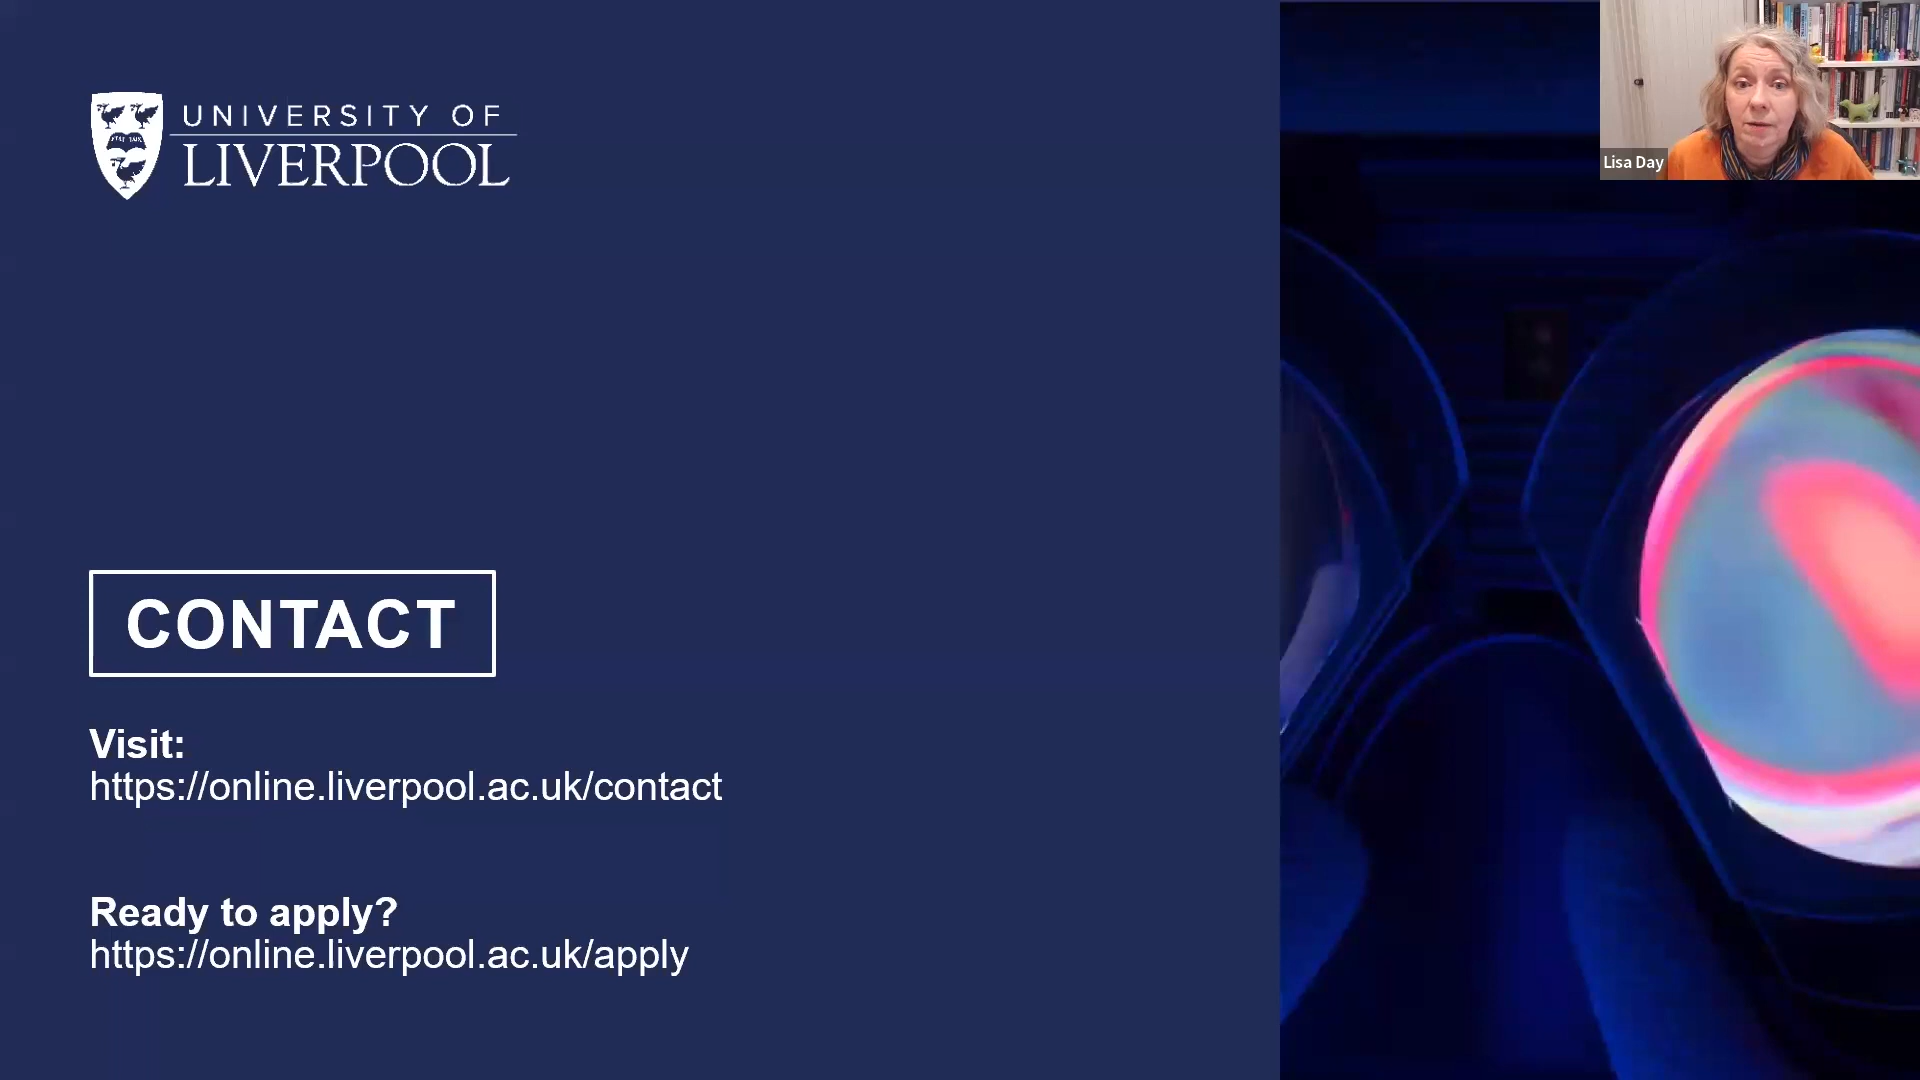 UNIVERSITY OF
LIVERPOOL
Lisa Day
CONTACT
Visit:
https://online.liverpool.ac.uk/contact
Ready to apply?
https://online.liverpool.ac.uk/apply